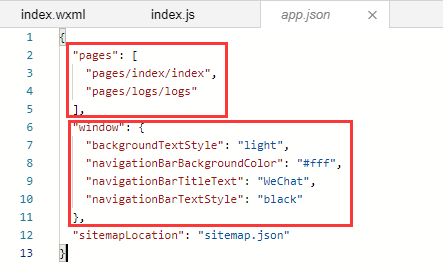 index.wxml index.js app.json ×
1 {
2 "pages": [
3 "pages/index/index",
4 "pages/logs/logs"
5 ],
6 "window": {
7 "backgroundTextStyle": "light",
8 "navigationBarBackgroundColor": "#fff",
9 "navigationBarTitleText": "WeChat",
10 "navigationBarTextStyle": "black"
11 },
12 "sitemapLocation": "sitemap.json"
13 }